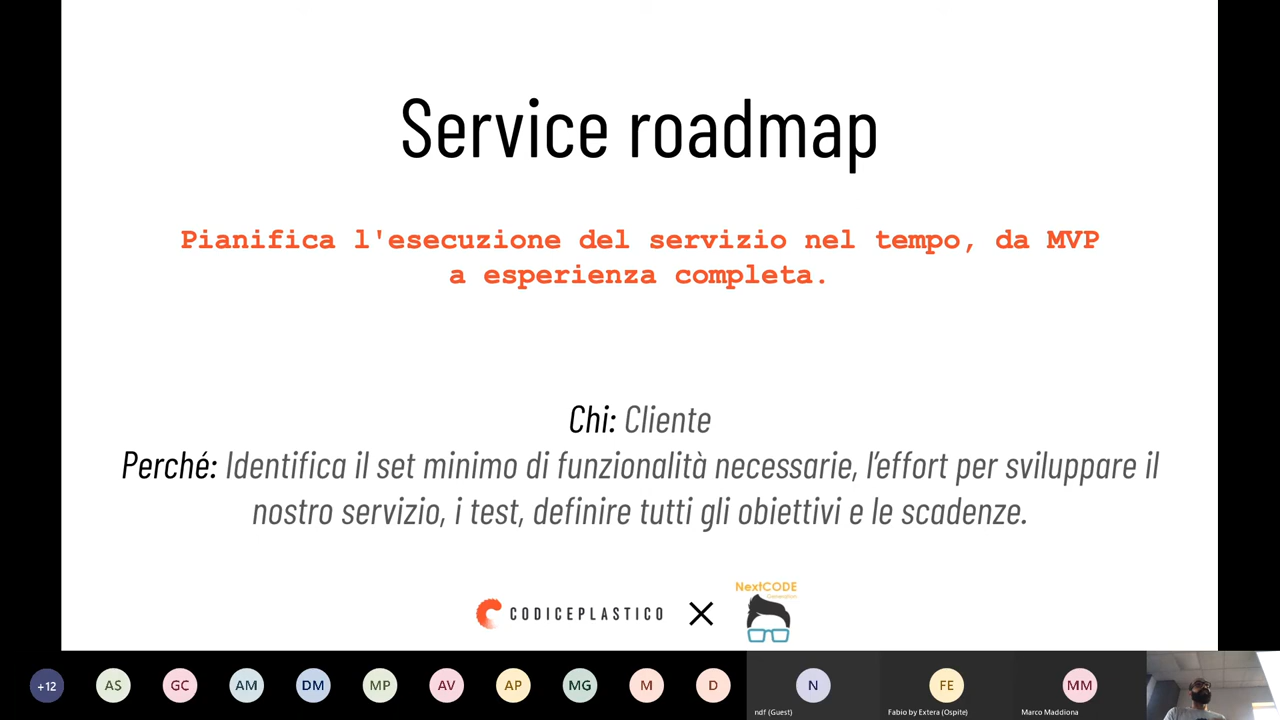 Service roadmap
Pianifica l'esecuzione del servizio nel tempo, da MVP
a esperienza completa.
Chi: Cliente
Perché: Identifica il set minimo di funzionalità necessarie, l’effort per sviluppare il
nostro servizio, i test, definire tutti gli obiettivi e le scadenze.
CODICEPLASTICO
NextCODE
Generation
+12
AS
GC
AM
DM
MP
AV
AP
MG
M
D
N
FE
MM
ndf (Guest)
Fabio by Extera (Ospite)
Marco Maddiona